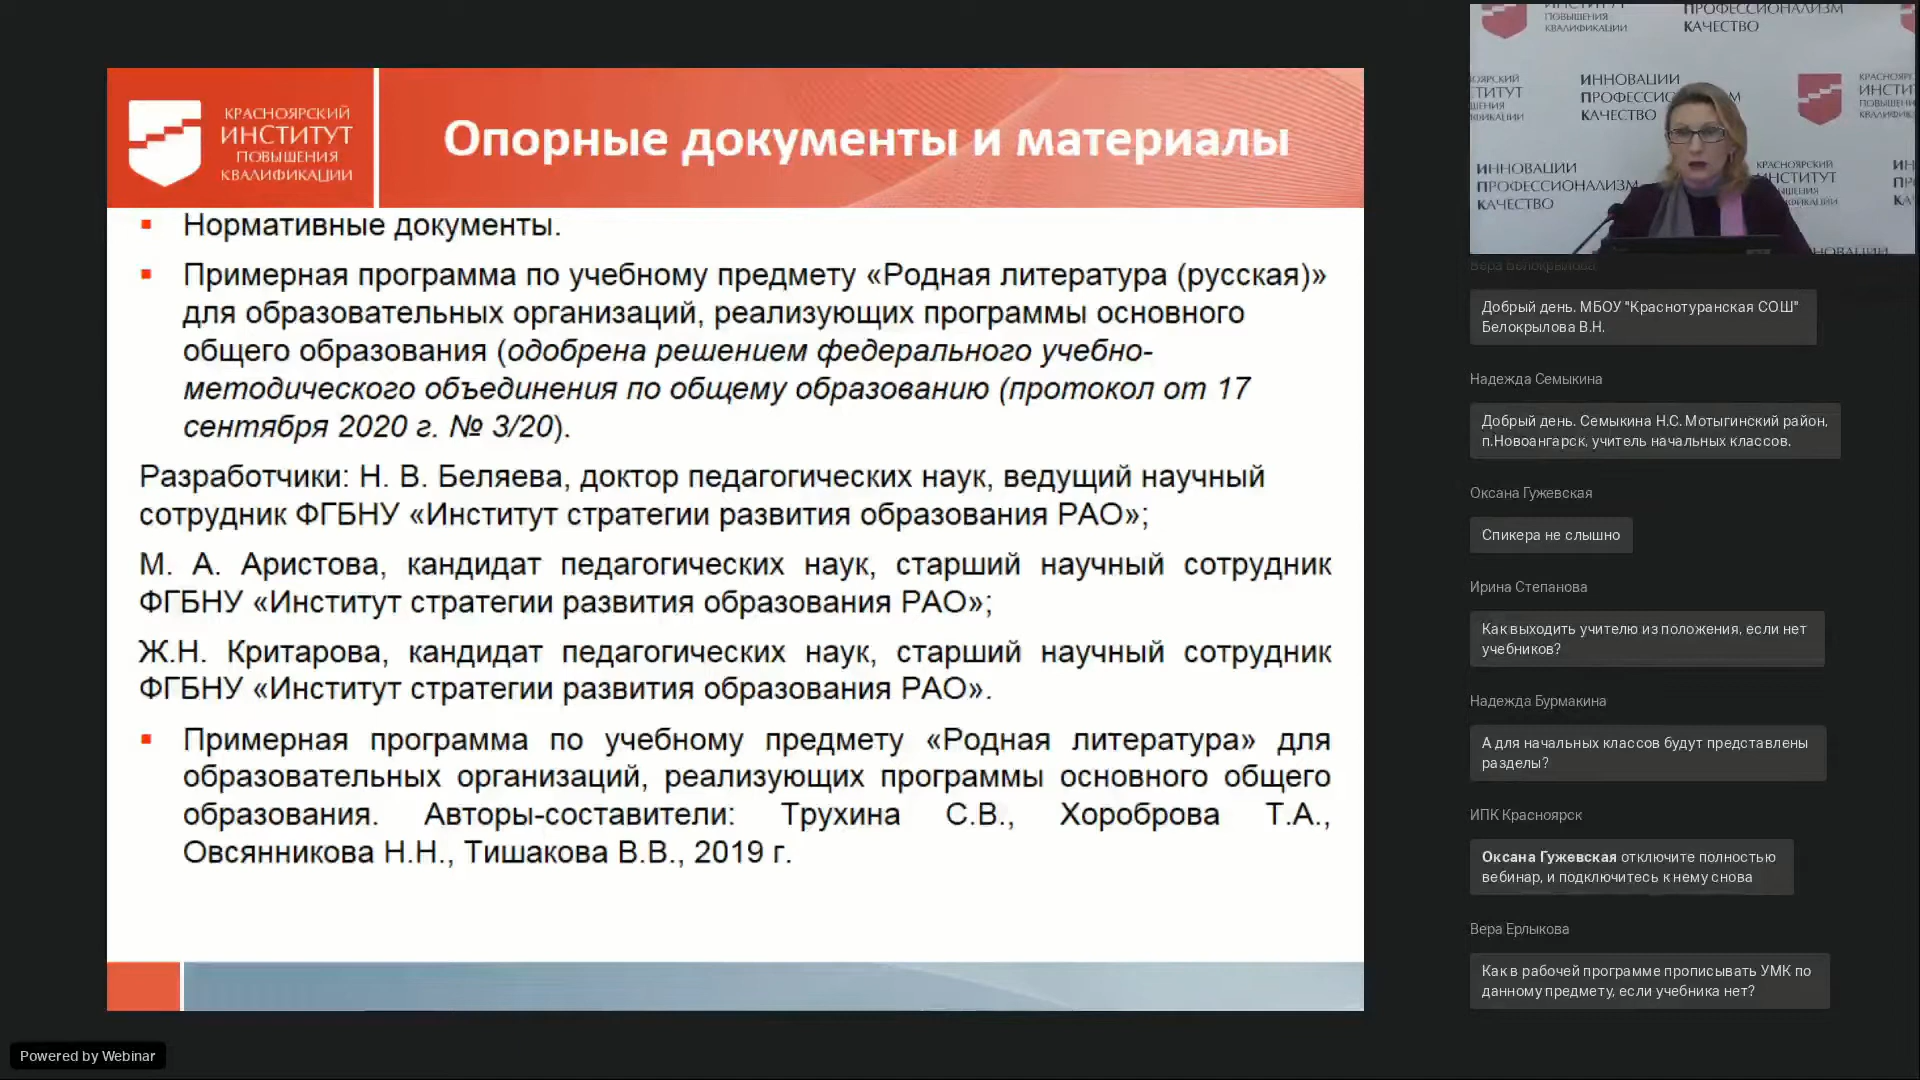 КРАСНОЯРСКИЙ
ИНСТИТУТ
ПОВЫШЕНИЯ
КВАЛИФИКАЦИИ
Опорные документы и материалы
Нормативные документы.
Примерная программа по учебному предмету «Родная литература (русская)»
для образовательных организаций, реализующих программы основного
общего образования (одобрена решением федерального учебно-
методического объединения по общему образованию (протокол от 17
сентября 2020 г. № 3/20).
Разработчики: Н. В. Беляева, доктор педагогических наук, ведущий научный
сотрудник ФГБНУ «Институт стратегии развития образования РАО»;
М. А. Аристова, кандидат педагогических наук, старший научный сотрудник
ФГБНУ «Институт стратегии развития образования РАО»;
Ж.Н. Критарова, кандидат педагогических наук, старший научный сотрудник
ФГБНУ «Институт стратегии развития образования РАО».
Примерная программа по учебному предмету «Родная литература» для
образовательных организаций, реализующих программы основного общего
образования. Авторы-составители: Трухина С.В., Хороброва Т.А.,
Овсянникова Н.Н., Тишакова В.В., 2019 г.
Powered by Webinar
ПОВЫШЕНИЯ
КВАЛИФИКАЦИИ
ПРОФЕССИОНАЛИЗМ
КАЧЕСТВО
ИННОВАЦИИ
КАЧЕСТВО
ИННОВАЦИИ
ПРОФЕССИОНАЛИЗМ
КАЧЕСТВО
КРАСНОЯРСКИЙ
ИНСТИТУТ
Вера Белокрылова
Добрый день. МБОУ "Краснотуранская СОШ"
Белокрылова В.Н.
Надежда Семыкина
Добрый день. Семыкина Н.С. Мотыгинский район,
п.Новоангарск, учитель начальных классов.
Оксана Гужевская
Спикера не слышно
Ирина Степанова
Как выходить учителю из положения, если нет
учебников?
Надежда Бурмакина
А для начальных классов будут представлены
разделы?
ИПК Красноярск
Оксана Гужевская отключите полностью
вебинар, и подключитесь к нему снова
Вера Ерлыкова
Как в рабочей программе прописывать УМК по
данному предмету, если учебника нет?